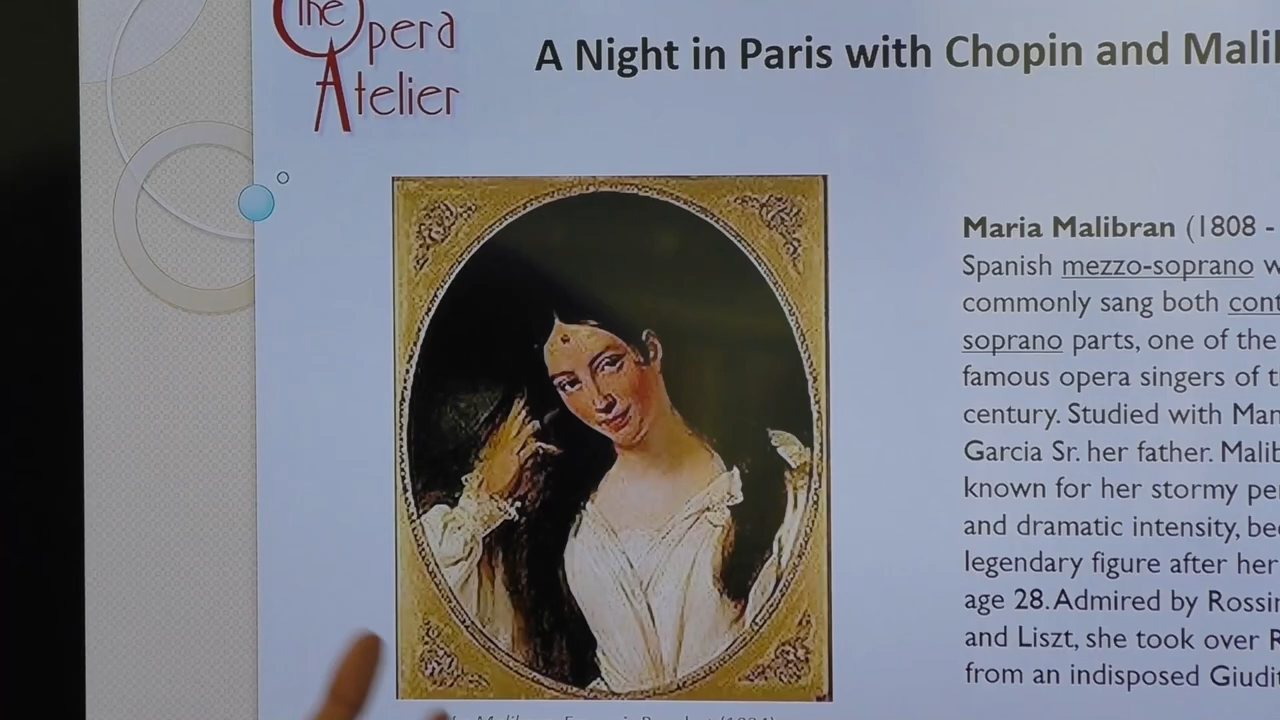 The Opera
Atelier
A Night in Paris with Chopin and Malib
Maria Malibran (1808 -
Spanish mezzo-soprano w
commonly sang both cont
soprano parts, one of the
famous opera singers of t
century. Studied with Man
Garcia Sr. her father. Malib
known for her stormy pe
and dramatic intensity, bec
legendary figure after her
age 28. Admired by Rossin
and Liszt, she took over R
from an indisposed Giudit